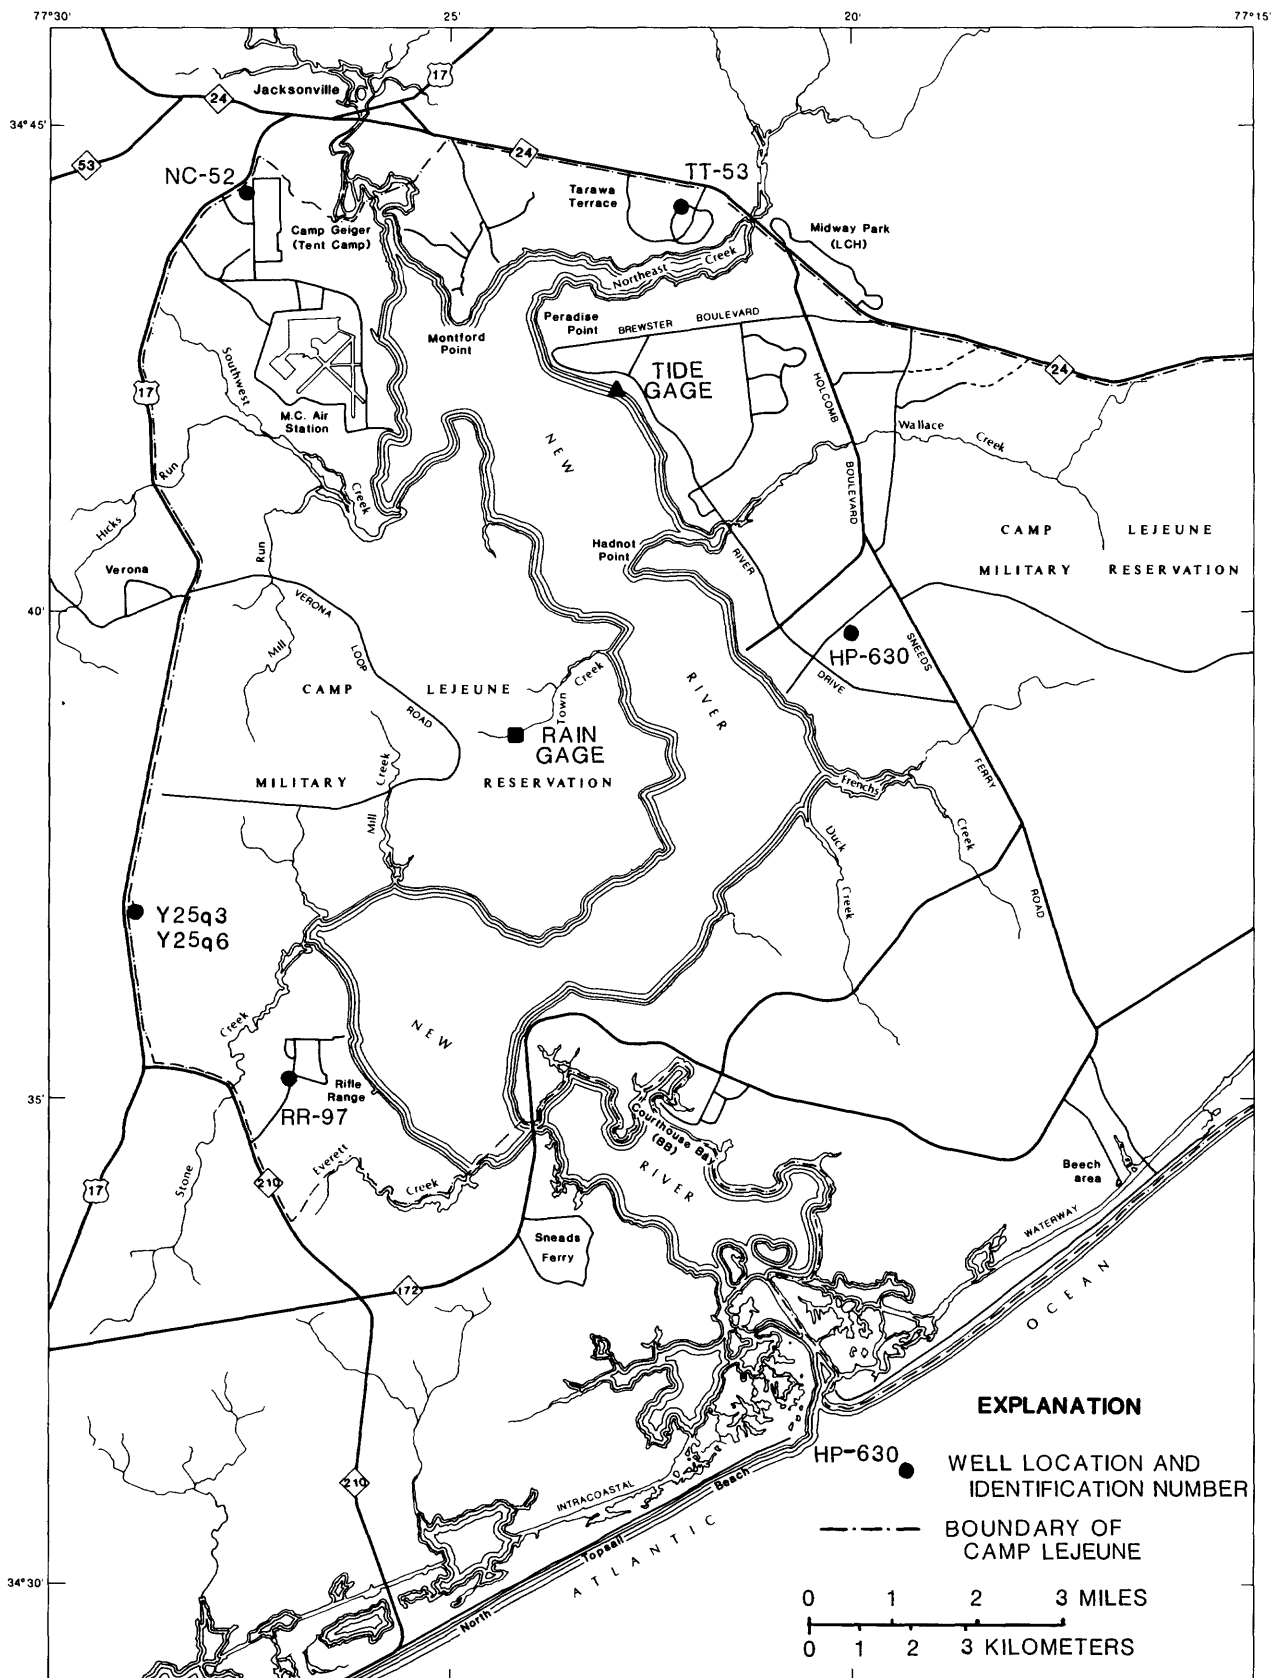 77°30'
25'
20'
77°15'
17
Jacksonville
24
34°45'
53
24
NC-52
TT-53
Tarawa
Terrace
Camp Geiger
(Tent Camp)
Midway Park
(LCH)
Northeast Creek
Peradise
Point
BREWSTER BOULEVARD
Montford
Point
TIDE
GAGE
24
17
Southwest
Creek
M.C. Air
Station
HOLCOMB
BOULEVARD
Wallace Creek
NEW
Hicks Run
Hadnot
Point
CAMP LEJEUNE
MILITARY RESERVATION
Verona
Run
RIVER
VERONA
LOOP
ROAD
40'
Mill
HP-630
SNEEDS
DRIVE
CAMP LEJEUNE
Town Creek
RIVER
RAIN
GAGE
MILITARY RESERVATION
Creek
Mill
FERRY
Frenchs
Creek
Duck
Creek
ROAD
Y25q3
Y25q6
NEW
Creek
Rifle
Range
RR-97
35'
Courthouse Bay
(BB)
Everett
Creek
RIVER
Beech
area
17
Stone
210
WATERWAY
Sneads
Ferry
172
OCEAN
EXPLANATION
HP-630
WELL LOCATION AND
IDENTIFICATION NUMBER
210
INTRACOASTAL
Beach
BOUNDARY OF
CAMP LEJEUNE
Topsail
ATLANTIC
34°30'
North
0 1 2 3 MILES
0 1 2 3 KILOMETERS